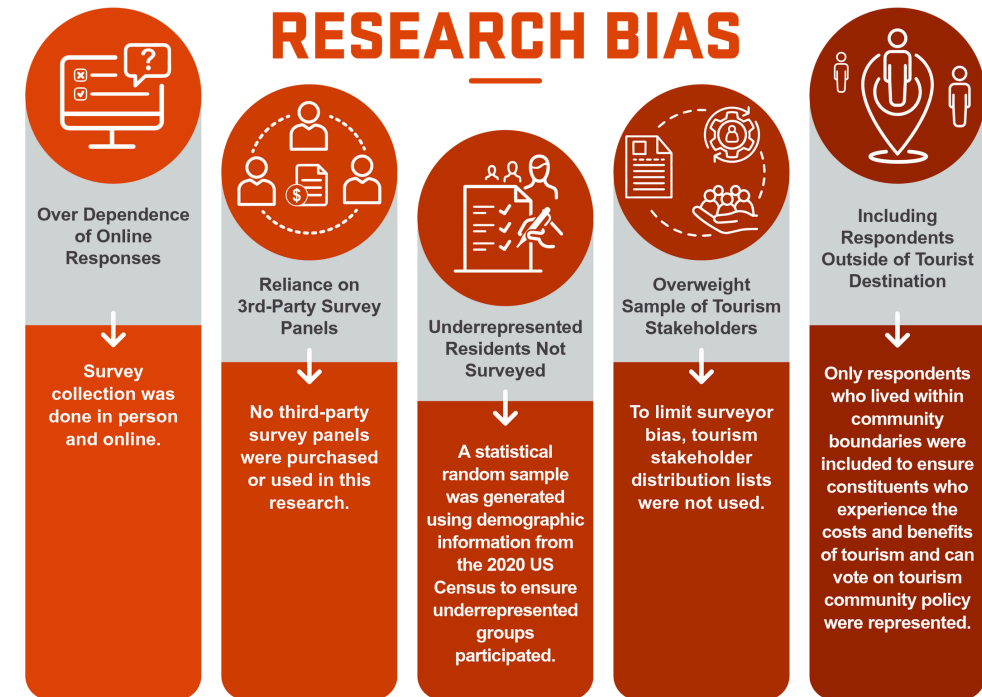 RESEARCH BIAS
?
Over Dependence
of Online
Responses
Survey
collection was
done in person
and online.
$
Reliance on
3rd-Party Survey
Panels
No third-party
survey panels
were purchased
or used in this
research.
Underrepresented
Residents Not
Surveyed
A statistical
random sample
was generated
using demographic
information from
the 2020 US
Census to ensure
underrepresented
groups
participated.
Overweight
Sample of Tourism
Stakeholders
To limit surveyor
bias, tourism
stakeholder
distribution lists
were not used.
Including
Respondents
Outside of Tourist
Destination
Only respondents
who lived within
community
boundaries were
included to ensure
constituents who
experience the
costs and benefits
of tourism and can
vote on tourism
community policy
were represented.